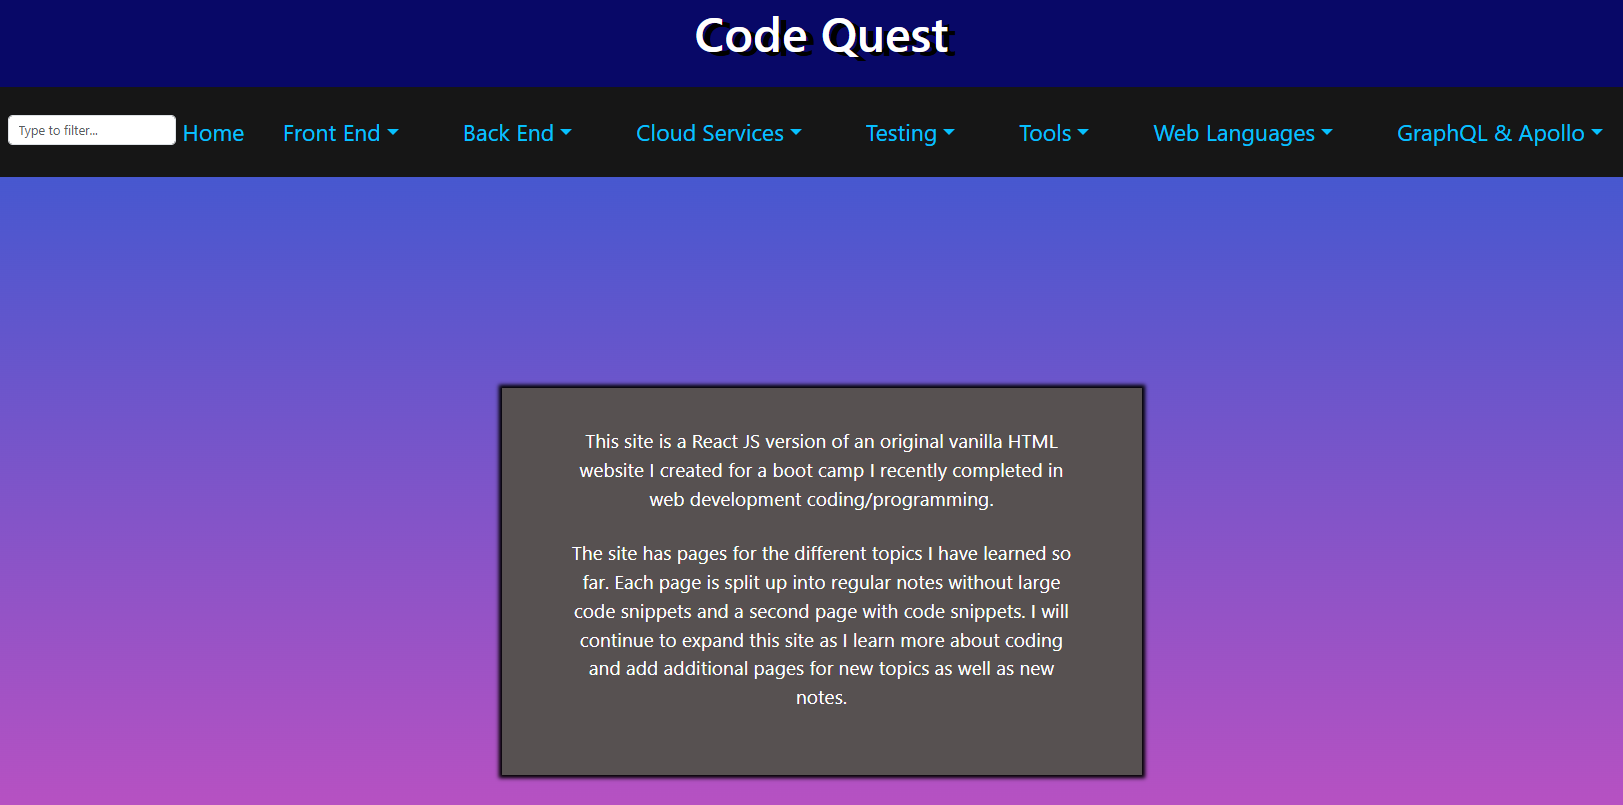 Code Quest
Type to filter...
Home
Front End
Back End
Cloud Services
Testing
Tools
Web Languages
GraphQL & Apollo
This site is a React JS version of an original vanilla HTML
website I created for a boot camp I recently completed in
web development coding/programming.
The site has pages for the different topics I have learned so
far. Each page is split up into regular notes without large
code snippets and a second page with code snippets. I will
continue to expand this site as I learn more about coding
and add additional pages for new topics as well as new
notes.